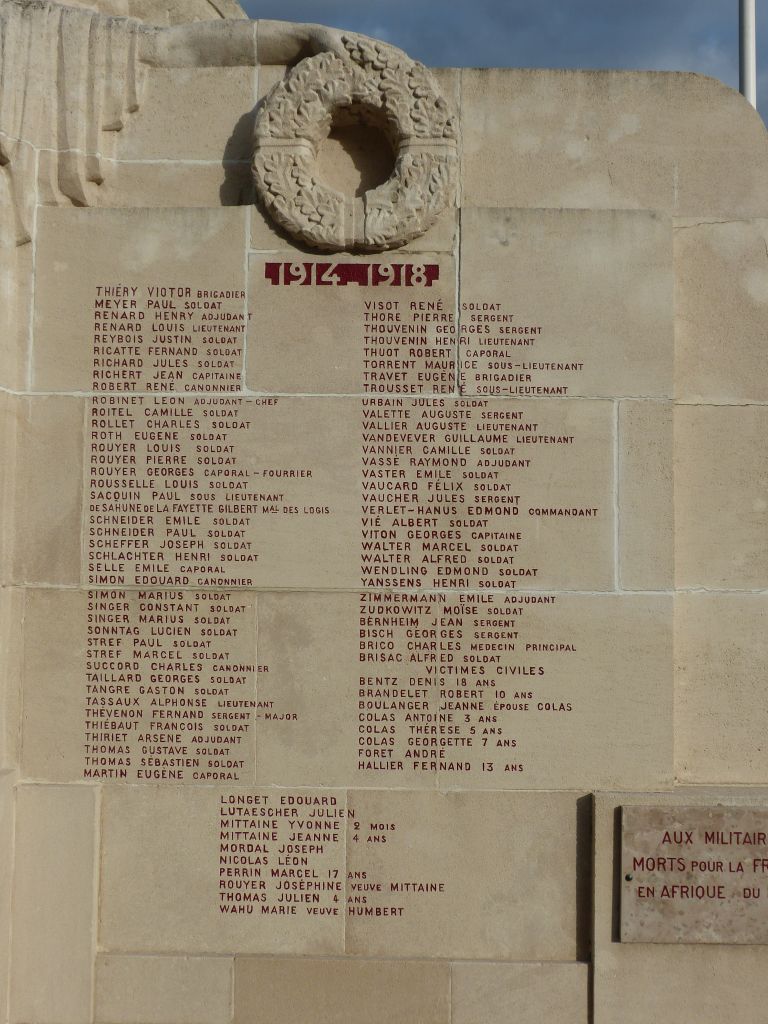 1914_1918
THIÉRY VICTOR BRIGADIER
MEYER PAUL SOLDAT
RENARD HENRY ADJUDANT
RENARD LOUIS LIEUTENANT
REYBOIS JUSTIN SOLDAT
RICATTE FERNAND SOLDAT
RICHARD JULES SOLDAT
RICHERT JEAN CAPITAINE
ROBERT RENÉ CANONNIER
ROBINET LEON ADJUDANT-CHEF
ROITEL CAMILLE SOLDAT
ROLLET CHARLES SOLDAT
ROTH EUGENE SOLDAT
ROUYER LOUIS SOLDAT
ROUYER PIERRE SOLDAT
ROUYER GEORGES CAPORAL-FOURRIER
ROUSSELLE LOUIS SOLDAT
SACQUIN PAUL SOUS LIEUTENANT
DE SAHUNE DE LA FAYETTE GILBERT Mal DES LOGIS
SCHNEIDER EMILE SOLDAT
SCHNEIDER PAUL SOLDAT
SCHEFFER JOSEPH SOLDAT
SCHLACHTER HENRI SOLDAT
SELLE EMILE CAPORAL
SIMON EDOUARD CANONNIER
SIMON MARIUS SOLDAT
SINGER CONSTANT SOLDAT
SINGER MARIUS SOLDAT
SONNTAG LUCIEN SOLDAT
STREF PAUL SOLDAT
STREF MARCEL SOLDAT
SUCCORD CHARLES CANONNIER
TAILLARD GEORGES SOLDAT
TANGRE GASTON SOLDAT
TASSAUX ALPHONSE LIEUTENANT
THÉVENON FERNAND SERGENT-MAJOR
THIÉBAUT FRANCOIS SOLDAT
THIRIET ARSENE ADJUDANT
THOMAS GUSTAVE SOLDAT
THOMAS SÉBASTIEN SOLDAT
MARTIN EUGÈNE CAPORAL
VISOT RENÉ SOLDAT
THORE PIERRE SERGENT
THOUVENIN GEORGES SERGENT
THOUVENIN HENRI LIEUTENANT
THUOT ROBERT CAPORAL
TORRENT MAURICE SOUS-LIEUTENANT
TRAVET EUGÈNE BRIGADIER
TROUSSET RENÉ SOUS-LIEUTENANT
URBAIN JULES SOLDAT
VALETTE AUGUSTE SERGENT
VALLIER AUGUSTE LIEUTENANT
VANDEVEVER GUILLAUME LIEUTENANT
VANNIER CAMILLE SOLDAT
VASSÉ RAYMOND ADJUDANT
VASTER EMILE SOLDAT
VAUCARD FÉLIX SOLDAT
VAUCHER JULES SERGENT
VERLET-HANUS EDMOND COMMANDANT
VIÉ ALBERT SOLDAT
VITON GEORGES CAPITAINE
WALTER MARCEL SOLDAT
WALTER ALFRED SOLDAT
WENDLING EDMOND SOLDAT
YANSSENS HENRI SOLDAT
ZIMMERMANN EMILE ADJUDANT
ZUDKOWITZ MOÏSE SOLDAT
BERNHEIM JEAN SERGENT
BISCH GEORGES SERGENT
BRICO CHARLES MEDECIN PRINCIPAL
BRISAC ALFRED SOLDAT
VICTIMES CIVILES
BENTZ DENIS 18 ANS
BRANDELET ROBERT 10 ANS
BOULANGER JEANNE ÉPOUSE COLAS
COLAS ANTOINE 3 ANS
COLAS THÉRÈSE 5 ANS
COLAS GEORGETTE 7 ANS
FORET ANDRÉ
HALLIER FERNAND 13 ANS
LONGET EDOUARD
LUTAESCHER JULIEN
MITTAINE YVONNE 2 MOIS
MITTAINE JEANNE 4 ANS
MORDAL JOSEPH
NICOLAS LÉON
PERRIN MARCEL 17 ANS
ROUYER JOSÉPHINE VEUVE MITTAINE
THOMAS JULIEN 4 ANS
WAHU MARIE VEUVE HUMBERT
AUX MILITAIR
MORTS POUR LA FR
EN AFRIQUE DU